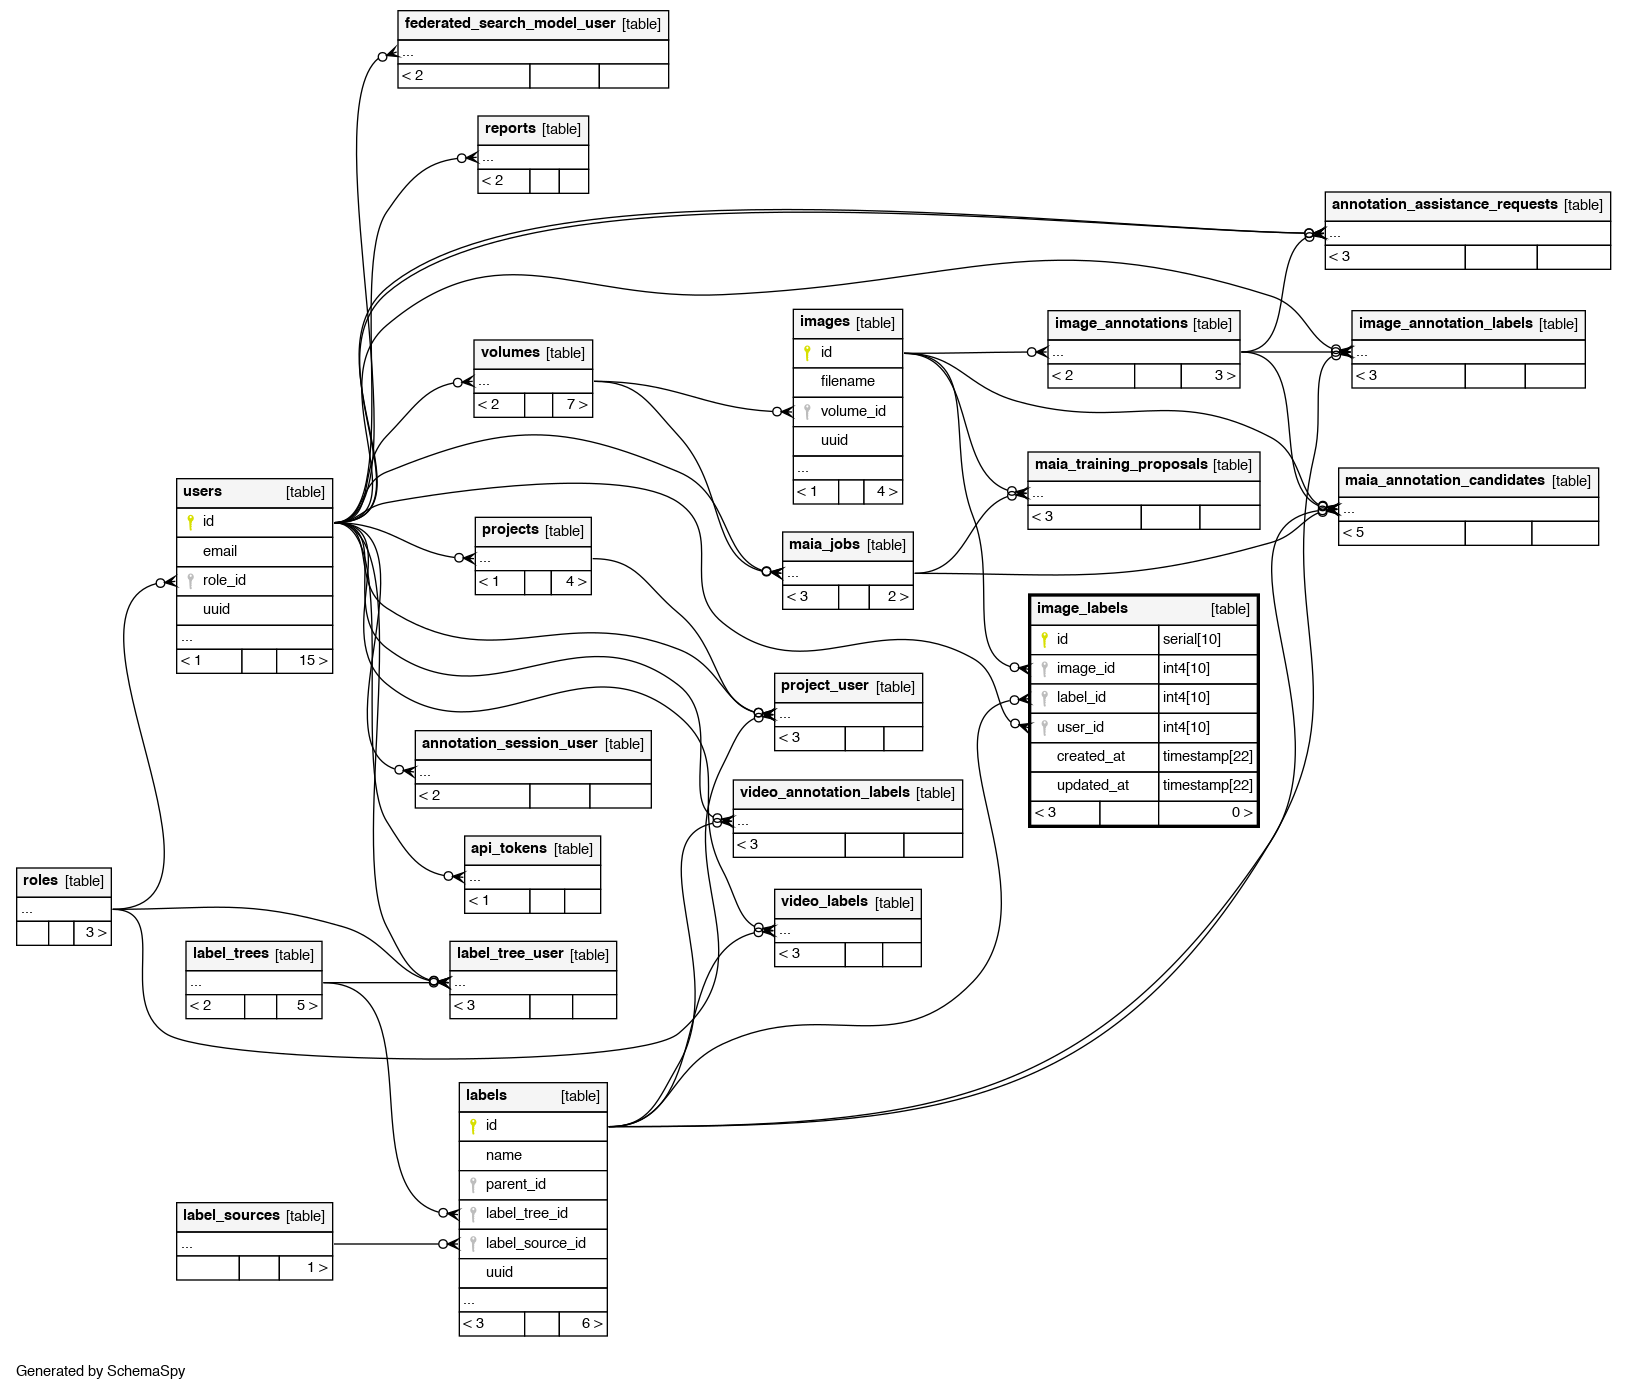 federated_search_model_user [table]
...
< 2
reports [table]
...
< 2
annotation_assistance_requests [table]
...
< 3
images [table]
id
filename
volume_id
uuid
...
< 1 4 >
image_annotations [table]
...
< 2 3 >
image_annotation_labels [table]
...
< 3
volumes [table]
...
< 2 7 >
maia_training_proposals [table]
...
< 3
maia_annotation_candidates [table]
...
< 5
users [table]
id
email
role_id
uuid
...
< 1 15 >
projects [table]
...
< 1 4 >
maia_jobs [table]
...
< 3 2 >
image_labels [table]
id serial[10]
image_id int4[10]
label_id int4[10]
user_id int4[10]
created_at timestamp[22]
updated_at timestamp[22]
< 3 0 >
project_user [table]
...
< 3
annotation_session_user [table]
...
< 2
video_annotation_labels [table]
...
< 3
api_tokens [table]
...
< 1
roles [table]
...
3 >
video_labels [table]
...
< 3
label_trees [table]
...
< 2 5 >
label_tree_user [table]
...
< 3
labels [table]
id
name
parent_id
label_tree_id
label_source_id
uuid
...
< 3 6 >
label_sources [table]
...
1 >
Generated by SchemaSpy